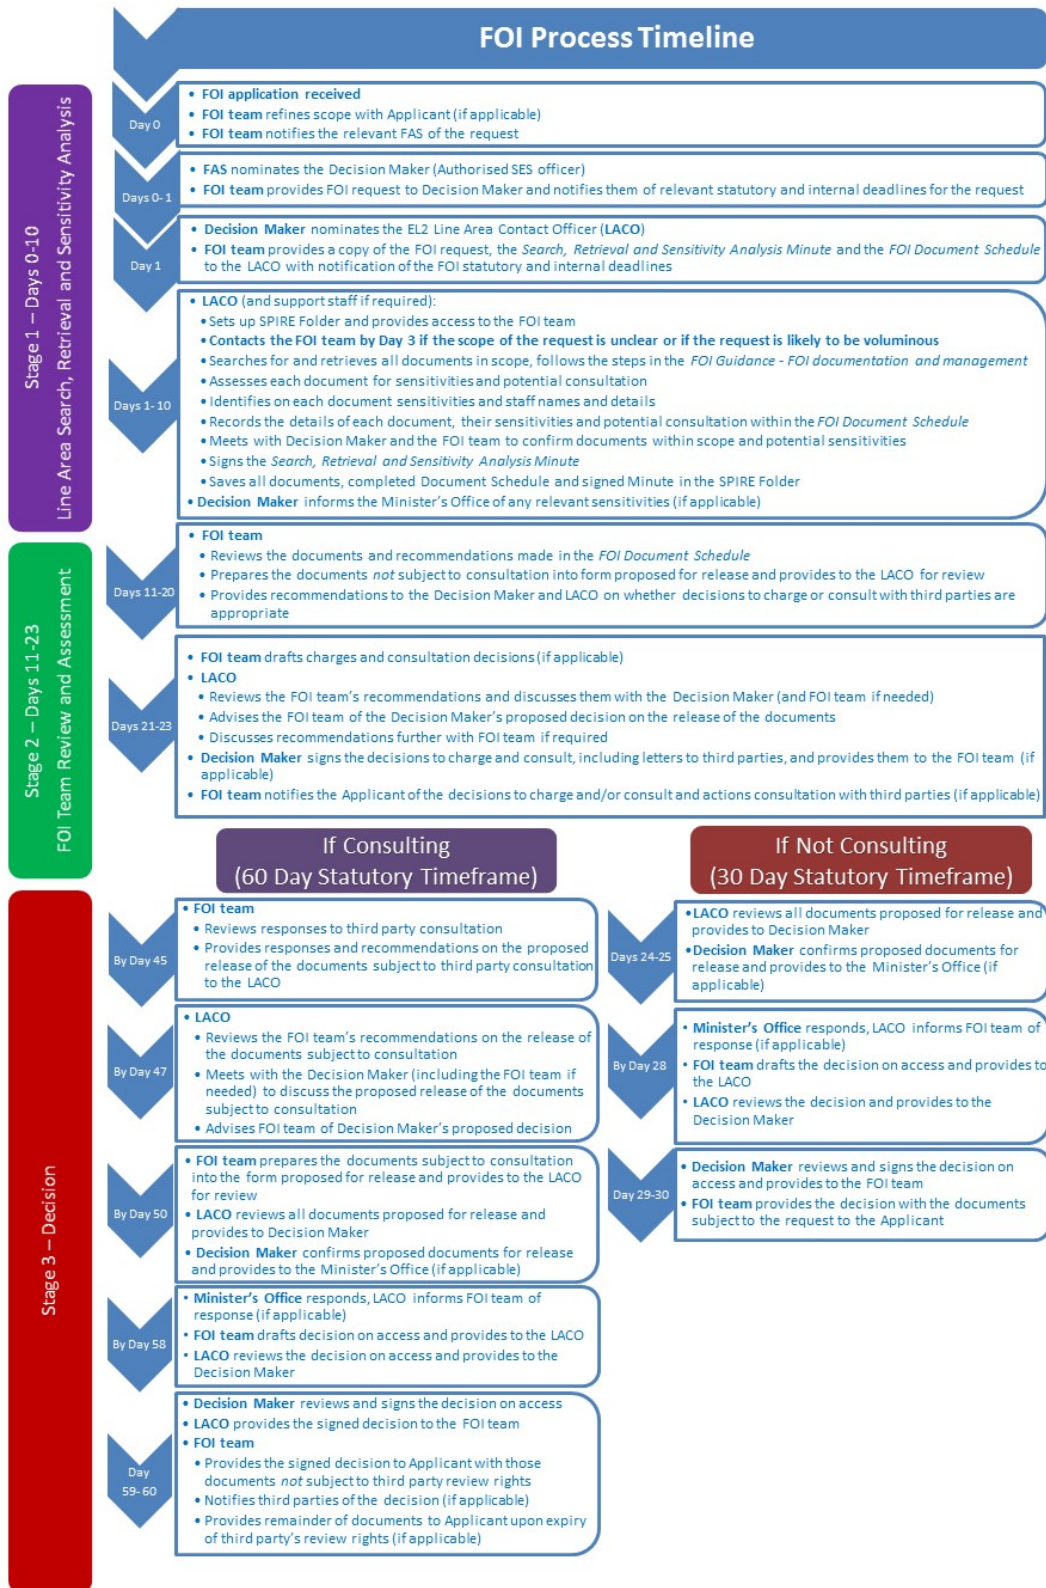 FOI Process Timeline
Stage 1 – Days 0-10
Line Area Search, Retrieval and Sensitivity Analysis
Day 0
• FOI application received
• FOI team refines scope with Applicant (if applicable)
• FOI team notifies the relevant FAS of the request
Days 0- 1
• FAS nominates the Decision Maker (Authorised SES officer)
• FOI team provides FOI request to Decision Maker and notifies them of relevant statutory and internal deadlines for the request
Day 1
• Decision Maker nominates the EL2 Line Area Contact Officer (LACO)
• FOI team provides a copy of the FOI request, the Search, Retrieval and Sensitivity Analysis Minute and the FOI Document Schedule
to the LACO with notification of the FOI statutory and internal deadlines
Days 1- 10
• LACO (and support staff if required):
• Sets up SPIRE Folder and provides access to the FOI team
• Contacts the FOI team by Day 3 if the scope of the request is unclear or if the request is likely to be voluminous
• Searches for and retrieves all documents in scope, follows the steps in the FOI Guidance - FOI documentation and management
• Assesses each document for sensitivities and potential consultation
• Identifies on each document sensitivities and staff names and details
• Records the details of each document, their sensitivities and potential consultation within the FOI Document Schedule
• Meets with Decision Maker and the FOI team to confirm documents within scope and potential sensitivities
• Signs the Search, Retrieval and Sensitivity Analysis Minute
• Saves all documents, completed Document Schedule and signed Minute in the SPIRE Folder
• Decision Maker informs the Minister's Office of any relevant sensitivities (if applicable)
Stage 2 – Days 11-23
FOI Team Review and Assessment
Days 11-20
• FOI team
• Reviews the documents and recommendations made in the FOI Document Schedule
• Prepares the documents not subject to consultation into form proposed for release and provides to the LACO for review
• Provides recommendations to the Decision Maker and LACO on whether decisions to charge or consult with third parties are
appropriate
Days 21-23
• FOI team drafts charges and consultation decisions (if applicable)
• LACO
• Reviews the FOI team's recommendations and discusses them with the Decision Maker (and FOI team if needed)
• Advises the FOI team of the Decision Maker's proposed decision on the release of the documents
• Discusses recommendations further with FOI team if required
• Decision Maker signs the decisions to charge and consult, including letters to third parties, and provides them to the FOI team (if
applicable)
• FOI team notifies the Applicant of the decisions to charge and/or consult and actions consultation with third parties (if applicable)
Stage 3 – Decision
If Consulting
(60 Day Statutory Timeframe)
By Day 45
• FOI team
• Reviews responses to third party consultation
• Provides responses and recommendations on the proposed
release of the documents subject to third party consultation
to the LACO
By Day 47
• LACO
• Reviews the FOI team's recommendations on the release of
the documents subject to consultation
• Meets with the Decision Maker (including the FOI team if
needed) to discuss the proposed release of the documents
subject to consultation
• Advises FOI team of Decision Maker's proposed decision
By Day 50
• FOI team prepares the documents subject to consultation
into the form proposed for release and provides to the LACO
for review
• LACO reviews all documents proposed for release and
provides to Decision Maker
• Decision Maker confirms proposed documents for release
and provides to the Minister's Office (if applicable)
By Day 58
• Minister's Office responds, LACO informs FOI team of
response (if applicable)
• FOI team drafts decision on access and provides to the LACO
• LACO reviews the decision on access and provides to the
Decision Maker
Day
59- 60
• Decision Maker reviews and signs the decision on access
• LACO provides the signed decision to the FOI team
• FOI team
• Provides the signed decision to Applicant with those
documents not subject to third party review rights
• Notifies third parties of the decision (if applicable)
• Provides remainder of documents to Applicant upon expiry
of third party's review rights (if applicable)
If Not Consulting
(30 Day Statutory Timeframe)
Days 24-25
• LACO reviews all documents proposed for release and
provides to Decision Maker
• Decision Maker confirms proposed documents for
release and provides to the Minister's Office (if
applicable)
By Day 28
• Minister's Office responds, LACO informs FOI team of
response (if applicable)
• FOI team drafts the decision on access and provides to
the LACO
• LACO reviews the decision and provides to the
Decision Maker
Day 29-30
• Decision Maker reviews and signs the decision on
access and provides to the FOI team
• FOI team provides the decision with the documents
subject to the request to the Applicant